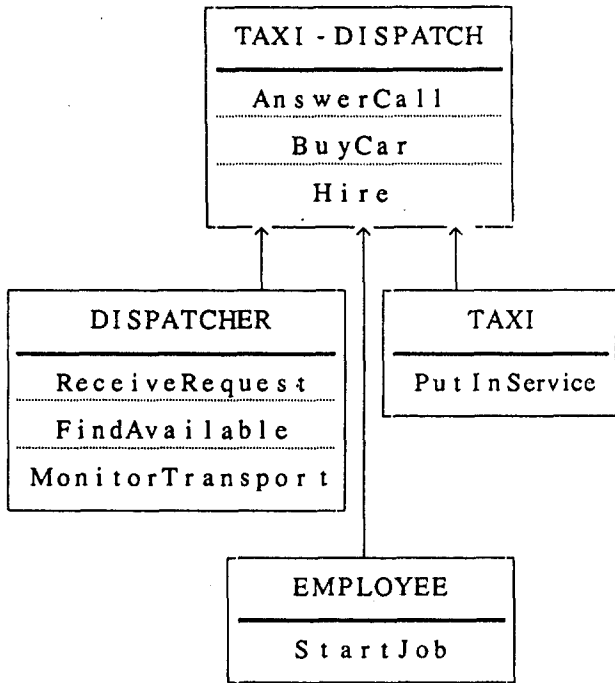 TAXI-DISPATCH
AnswerCall
BuyCar
Hire
DISPATCHER
ReceiveRequest
FindAvailable
MonitorTransport
TAXI
PutInService
EMPLOYEE
StartJob